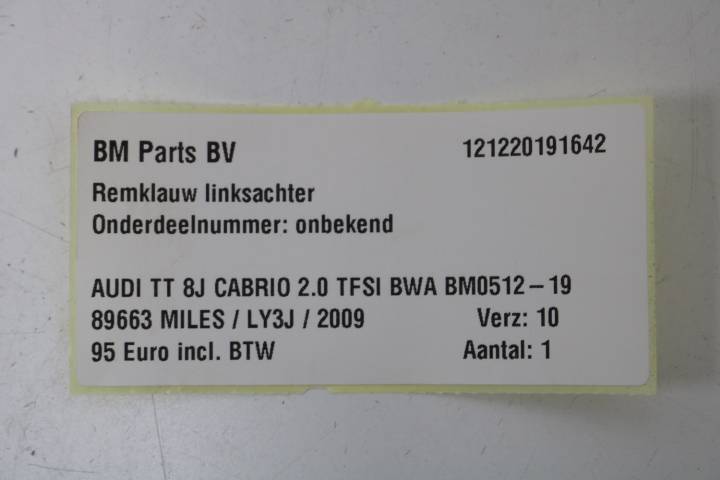 BM Parts BV 121220191642
Remklauw linksachter
Onderdeelnummer: onbekend
AUDI TT 8J CABRIO 2.0 TFSI BWA BM0512-19
89663 MILES / LY3J / 2009 Verz: 10
95 Euro incl. BTW Aantal: 1